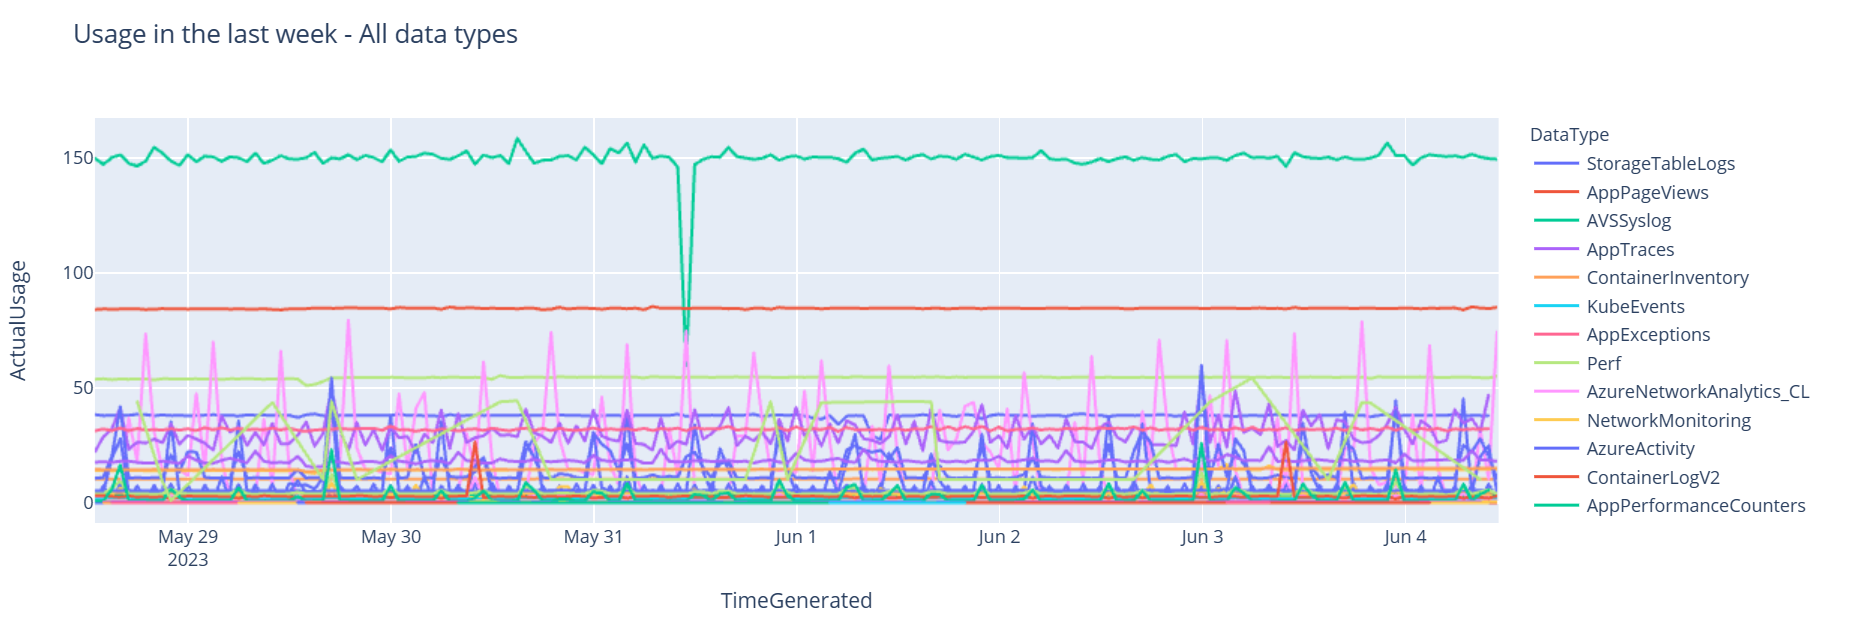 Usage in the last week - All data types
ActualUsage
150
100
50
0
May 29
2023
May 30
May 31
Jun 1
Jun 2
Jun 3
Jun 4
TimeGenerated
DataType
StorageTableLogs
AppPageViews
AVSSyslog
AppTraces
ContainerInventory
KubeEvents
AppExceptions
Perf
AzureNetworkAnalytics_CL
NetworkMonitoring
AzureActivity
ContainerLogV2
AppPerformanceCounters